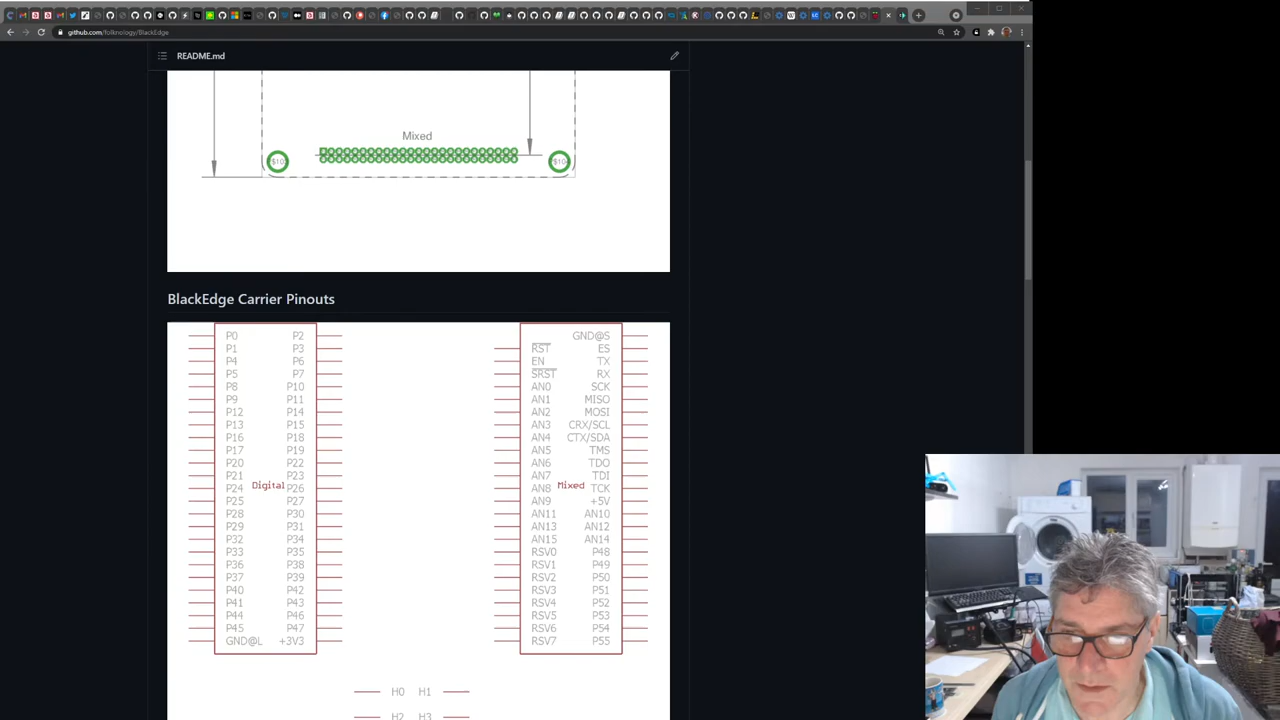 github.com/folknology/BlackEdge
README.md
Mixed
BlackEdge Carrier Pinouts
P0 P2
P1 P3
P4 P6
P5 P7
P8 P10
P9 P11
P12 P14
P13 P15
P16 P18
P17 P19
P20 P22
P21 P23
P24 P26
Digital
P25 P27
P28 P30
P29 P31
P32 P34
P33 P35
P36 P38
P37 P39
P40 P42
P41 P43
P44 P46
P45 P47
GND@L +3V3
GND@S
RST ES
EN TX
SRST RX
AN0 SCK
AN1 MISO
AN2 MOSI
AN3 CRX/SCL
AN4 CTX/SDA
AN5 TMS
AN6 TDO
AN7 TDI
AN8 TCK
Mixed
AN9 +5V
AN11 AN10
AN13 AN12
AN15 AN14
RSV0 P48
RSV1 P49
RSV2 P50
RSV3 P51
RSV4 P52
RSV5 P53
RSV6 P54
RSV7 P55
H0 H1
H2 H3